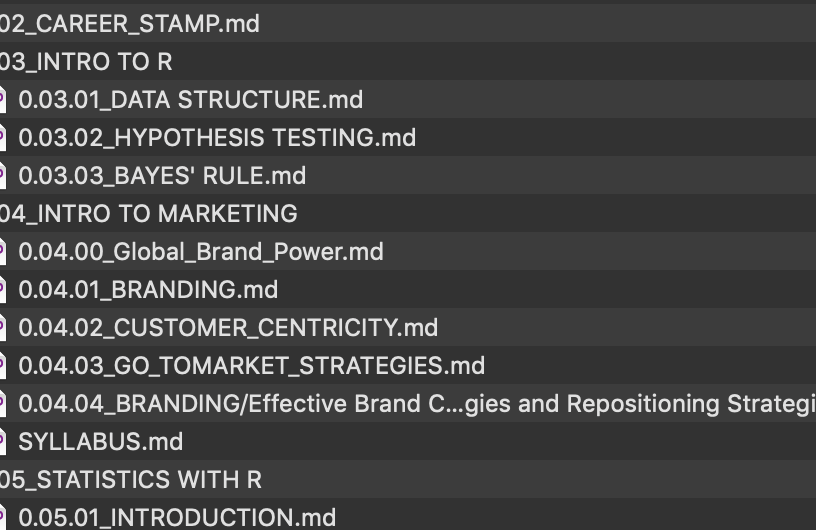 02_CAREER_STAMP.md
03_INTRO TO R
0.03.01_DATA STRUCTURE.md
0.03.02_HYPOTHESIS TESTING.md
0.03.03_BAYES' RULE.md
04_INTRO TO MARKETING
0.04.00_Global_Brand_Power.md
0.04.01_BRANDING.md
0.04.02_CUSTOMER_CENTRICITY.md
0.04.03_GO_TOMARKET_STRATEGIES.md
0.04.04_BRANDING/Effective Brand C...gies and Repositioning Strategi
SYLLABUS.md
05_STATISTICS WITH R
0.05.01_INTRODUCTION.md